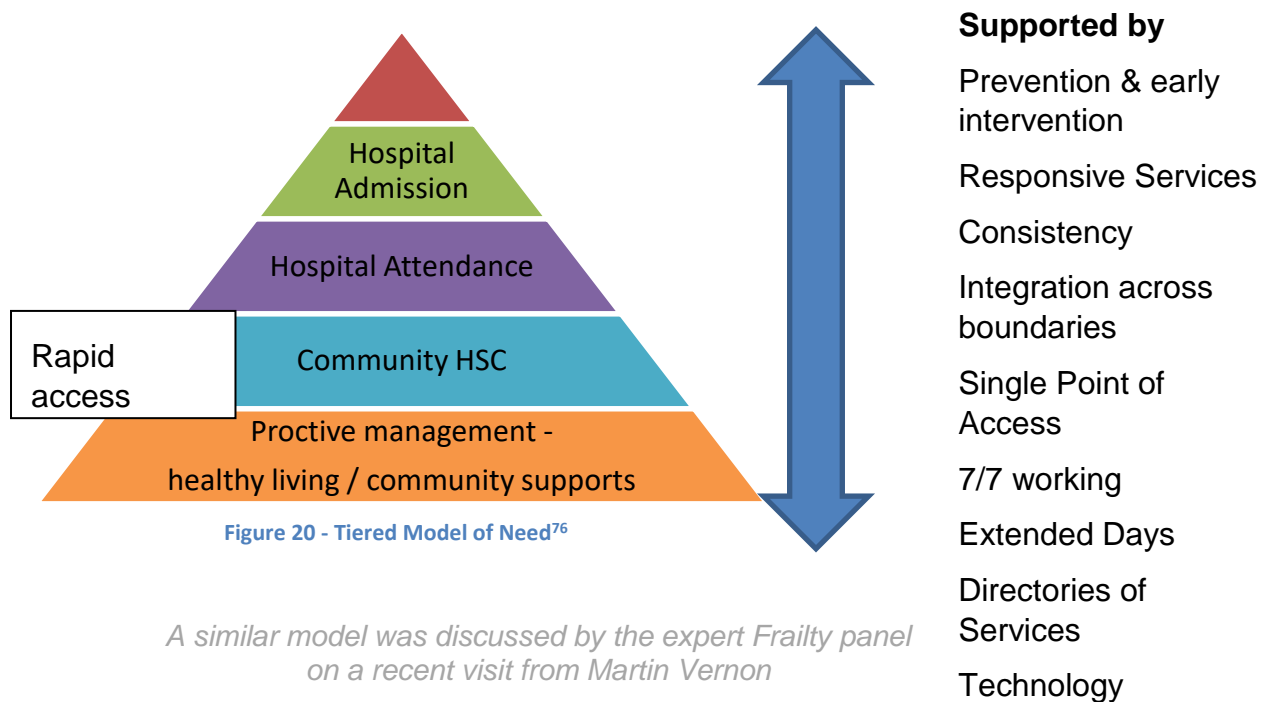 Hospital
Admission
Hospital Attendance
Rapid
access
Community HSC
Proctive management -
healthy living / community supports
Figure 20 - Tiered Model of Need76
A similar model was discussed by the expert Frailty panel
on a recent visit from Martin Vernon
Supported by
Prevention & early
intervention
Responsive Services
Consistency
Integration across
boundaries
Single Point of
Access
7/7 working
Extended Days
Directories of
Services
Technology